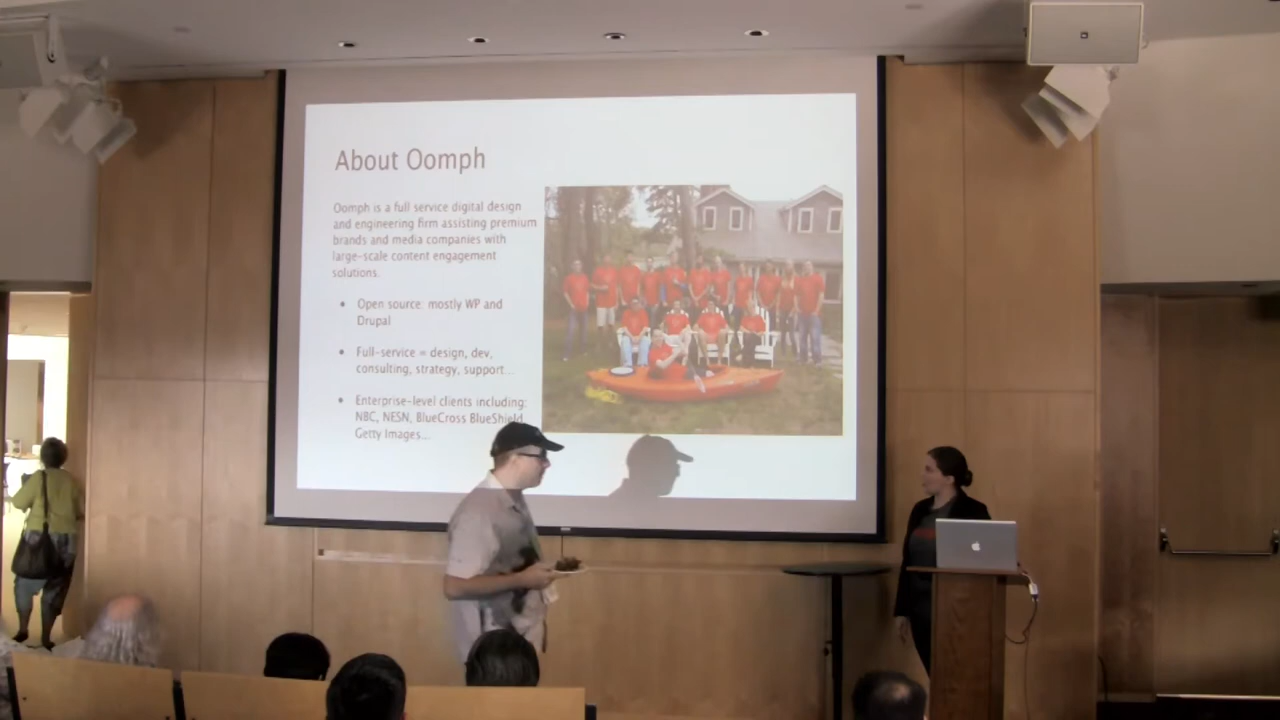 About Oomph
Oomph is a full service digital design
and engineering firm assisting premium
brands and media companies with
large-scale content engagement
solutions.
• Open source: mostly WP and
Drupal
• Full-service = design, dev,
consulting, strategy, support...
• Enterprise-level clients including:
NBC, NESN, BlueCross BlueShield,
Getty Images...